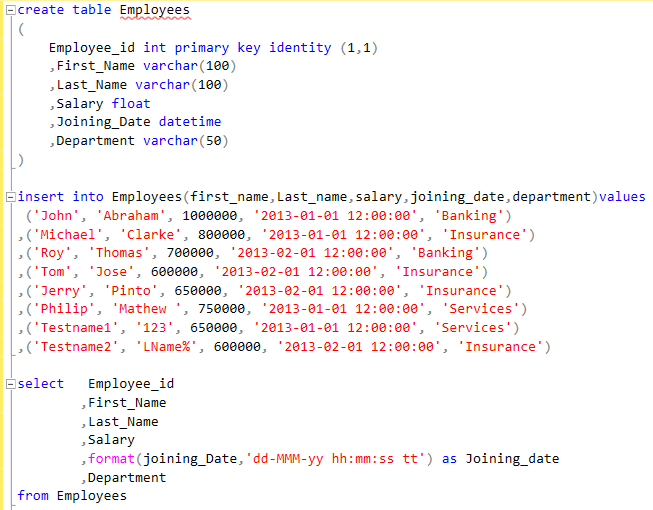 create table Employees
(
    Employee_id int primary key identity (1,1)
    ,First_Name varchar(100)
    ,Last_Name varchar(100)
    ,Salary float
    ,Joining_Date datetime
    ,Department varchar(50)
)
insert into Employees(first_name,Last_name,salary,joining_date,department)values
 ('John', 'Abraham', 1000000, '2013-01-01 12:00:00', 'Banking')
,('Michael', 'Clarke', 800000, '2013-01-01 12:00:00', 'Insurance')
,('Roy', 'Thomas', 700000, '2013-02-01 12:00:00', 'Banking')
,('Tom', 'Jose', 600000, '2013-02-01 12:00:00', 'Insurance')
,('Jerry', 'Pinto', 650000, '2013-02-01 12:00:00', 'Insurance')
,('Philip', 'Mathew ', 750000, '2013-01-01 12:00:00', 'Services')
,('Testname1', '123', 650000, '2013-01-01 12:00:00', 'Services')
,('Testname2', 'LName%', 600000, '2013-02-01 12:00:00', 'Insurance')
select   Employee_id
        ,First_Name
        ,Last_Name
        ,Salary
        ,format(joining_Date,'dd-MMM-yy hh:mm:ss tt') as Joining_date
        ,Department
from Employees